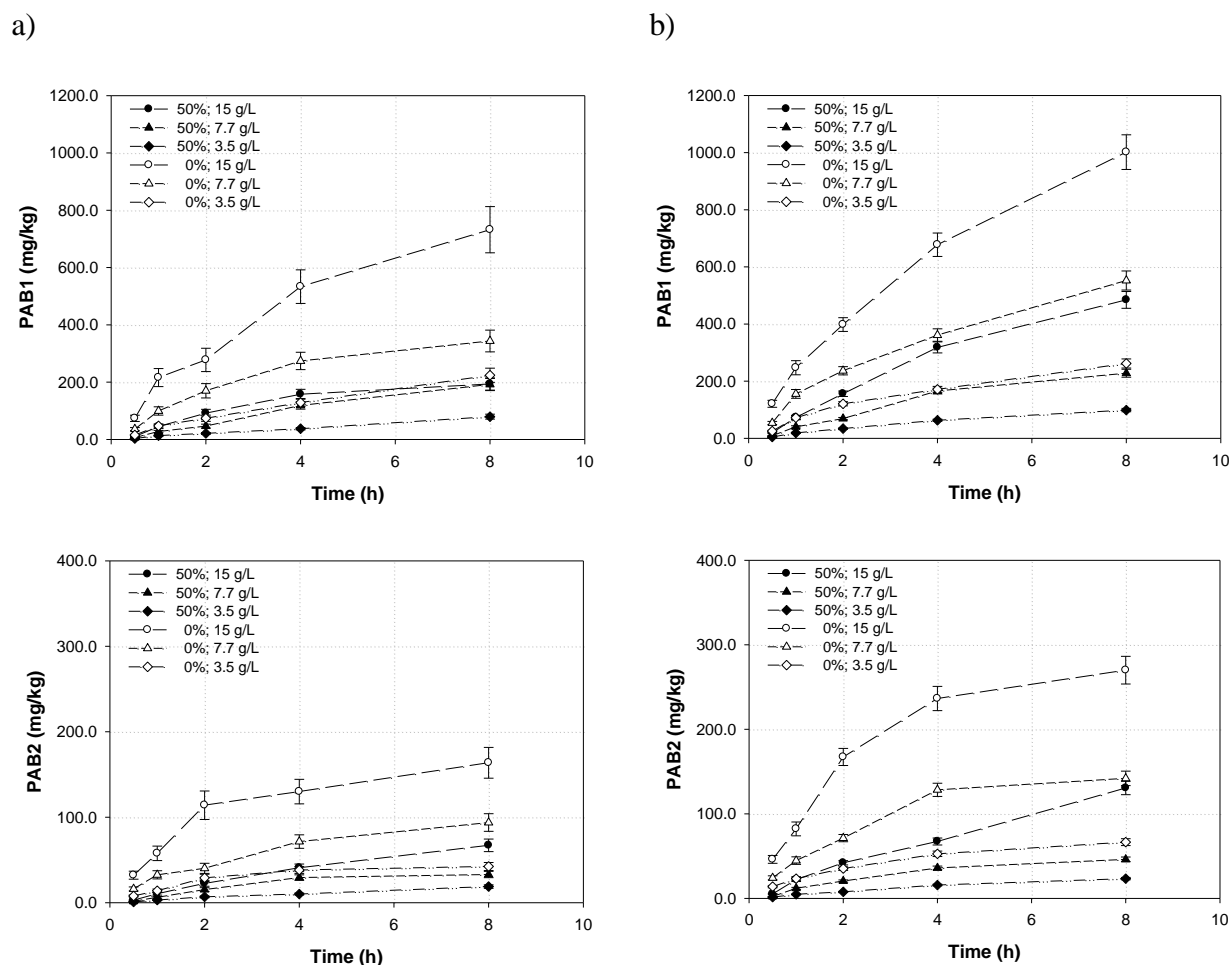 a)
1200.0
1000.0
800.0
600.0
400.0
200.0
0.0
PAB1 (mg/kg)
50%; 15 g/L
50%; 7.7 g/L
50%; 3.5 g/L
0%; 15 g/L
0%; 7.7 g/L
0%; 3.5 g/L
0 2 4 6 8 10
Time (h)
b)
1200.0
1000.0
800.0
600.0
400.0
200.0
0.0
PAB1 (mg/kg)
50%; 15 g/L
50%; 7.7 g/L
50%; 3.5 g/L
0%; 15 g/L
0%; 7.7 g/L
0%; 3.5 g/L
0 2 4 6 8 10
Time (h)
400.0
300.0
200.0
100.0
0.0
PAB2 (mg/kg)
50%; 15 g/L
50%; 7.7 g/L
50%; 3.5 g/L
0%; 15 g/L
0%; 7.7 g/L
0%; 3.5 g/L
0 2 4 6 8 10
Time (h)
400.0
300.0
200.0
100.0
0.0
PAB2 (mg/kg)
50%; 15 g/L
50%; 7.7 g/L
50%; 3.5 g/L
0%; 15 g/L
0%; 7.7 g/L
0%; 3.5 g/L
0 2 4 6 8 10
Time (h)